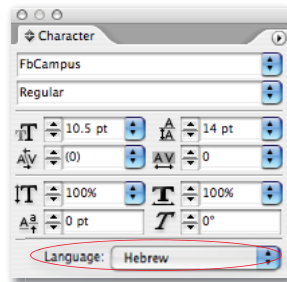 Character
FbCampus
Regular
10.5 pt 14 pt
(0) 0
100% 100%
0 pt 0°
Language: Hebrew